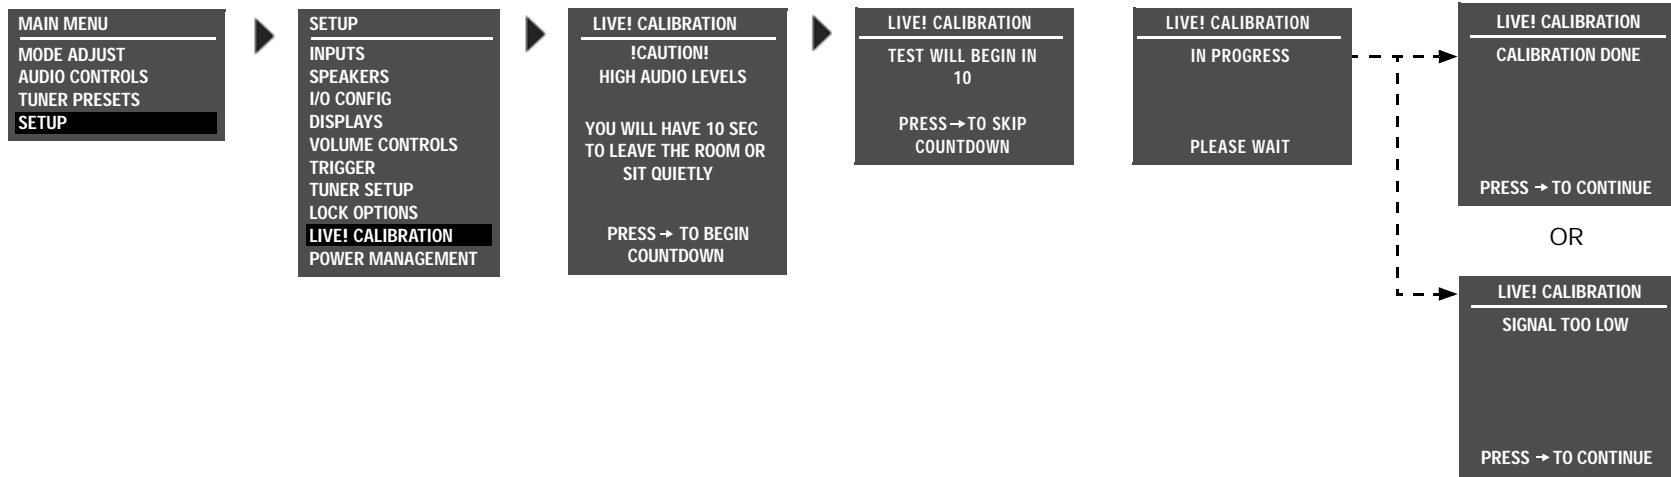 MAIN MENU
MODE ADJUST
AUDIO CONTROLS
TUNER PRESETS
SETUP
SETUP
INPUTS
SPEAKERS
I/O CONFIG
DISPLAYS
VOLUME CONTROLS
TRIGGER
TUNER SETUP
LOCK OPTIONS
LIVE! CALIBRATION
POWER MANAGEMENT
LIVE! CALIBRATION
!CAUTION!
HIGH AUDIO LEVELS
YOU WILL HAVE 10 SEC
TO LEAVE THE ROOM OR
SIT QUIETLY
PRESS → TO BEGIN
COUNTDOWN
LIVE! CALIBRATION
TEST WILL BEGIN IN
10
PRESS → TO SKIP
COUNTDOWN
LIVE! CALIBRATION
IN PROGRESS
PLEASE WAIT
LIVE! CALIBRATION
CALIBRATION DONE
PRESS → TO CONTINUE
OR
LIVE! CALIBRATION
SIGNAL TOO LOW
PRESS → TO CONTINUE